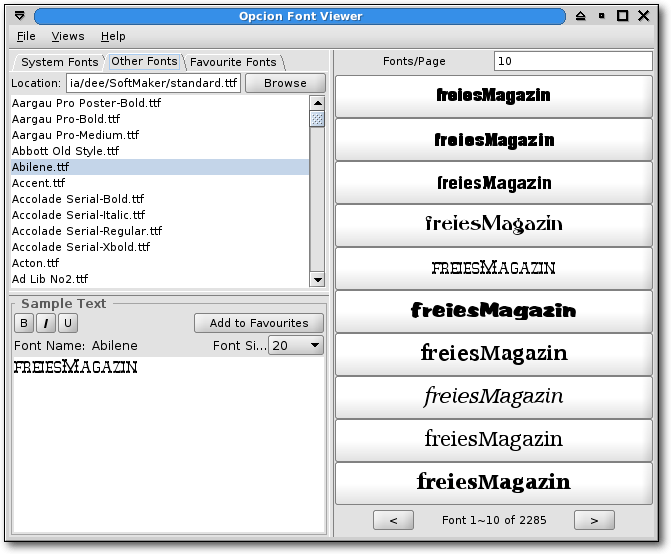 Opcion Font Viewer
File Views Help
System Fonts Other Fonts Favourite Fonts
Location: ia/dee/SoftMaker/standard.ttf Browse
Aargau Pro Poster-Bold.ttf
Aargau Pro-Bold.ttf
Aargau Pro-Medium.ttf
Abbott Old Style.ttf
Abilene.ttf
Accent.ttf
Accolade Serial-Bold.ttf
Accolade Serial-Italic.ttf
Accolade Serial-Regular.ttf
Accolade Serial-Xbold.ttf
Acton.ttf
Ad Lib No2.ttf
Sample Text
B I U Add to Favourites
Font Name: Abilene Font Si... 20
freiesMagazin
Fonts/Page 10
freiesMagazin
freiesMagazin
freiesMagazin
freiesMagazin
freiesMagazin
freiesMagazin
freiesMagazin
freiesMagazin
freiesMagazin
freiesMagazin
< Font 1~10 of 2285 >